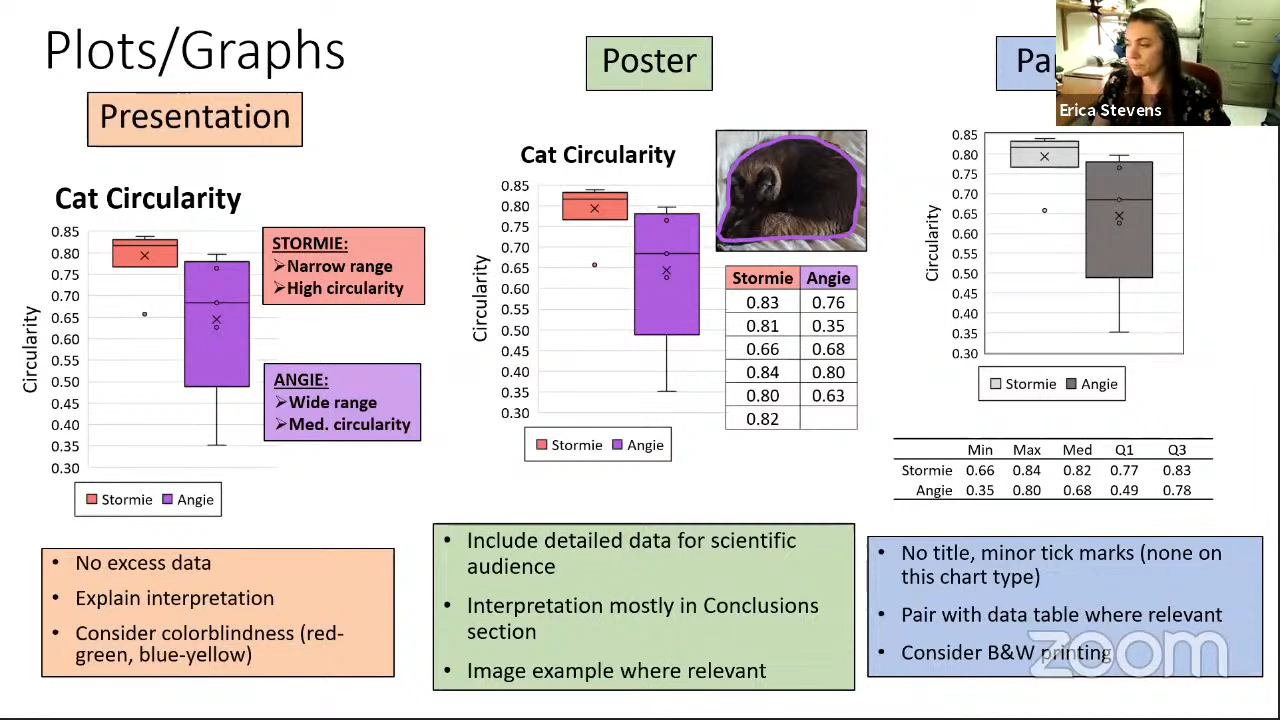 Plots/Graphs
Presentation
Cat Circularity
0.85
0.80
0.75
0.70
0.65
0.60
0.55
0.50
0.45
0.40
0.35
0.30
Circularity
STORMIE:
➢Narrow range
➢High circularity
ANGIE:
➢Wide range
➢Med. circularity
Stormie Angie
• No excess data
• Explain interpretation
• Consider colorblindness (red-
green, blue-yellow)
Poster
Cat Circularity
0.85
0.80
0.75
0.70
0.65
0.60
0.55
0.50
0.45
0.40
0.35
0.30
Circularity
Stormie Angie
Stormie Angie
0.83 0.76
0.81 0.35
0.66 0.68
0.84 0.80
0.80 0.63
0.82
• Include detailed data for scientific
audience
• Interpretation mostly in Conclusions
section
• Image example where relevant
Erica Stevens
0.85
0.80
0.75
0.70
0.65
0.60
0.55
0.50
0.45
0.40
0.35
0.30
Circularity
Stormie Angie
Min Max Med Q1 Q3
Stormie 0.66 0.84 0.82 0.77 0.83
Angie 0.35 0.80 0.68 0.49 0.78
• No title, minor tick marks (none on
this chart type)
• Pair with data table where relevant
• Consider B&W printing
zoom